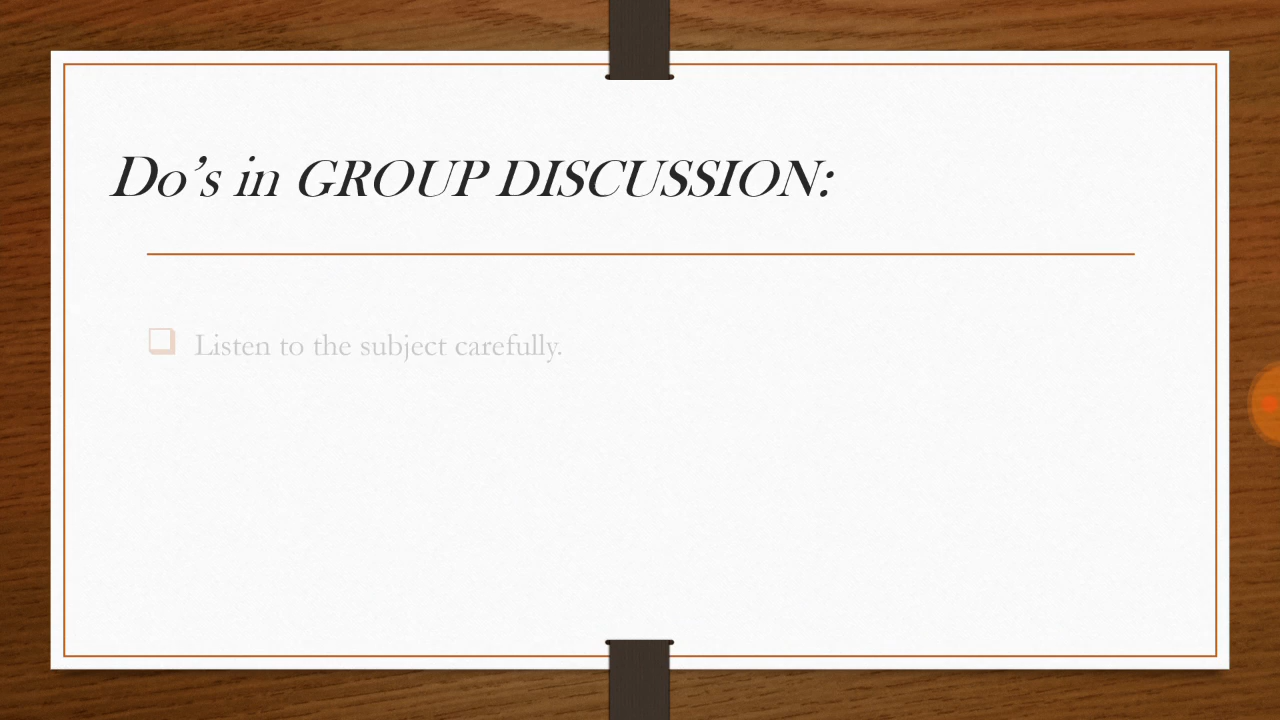 Do’s in GROUP DISCUSSION:
Listen to the subject carefully.